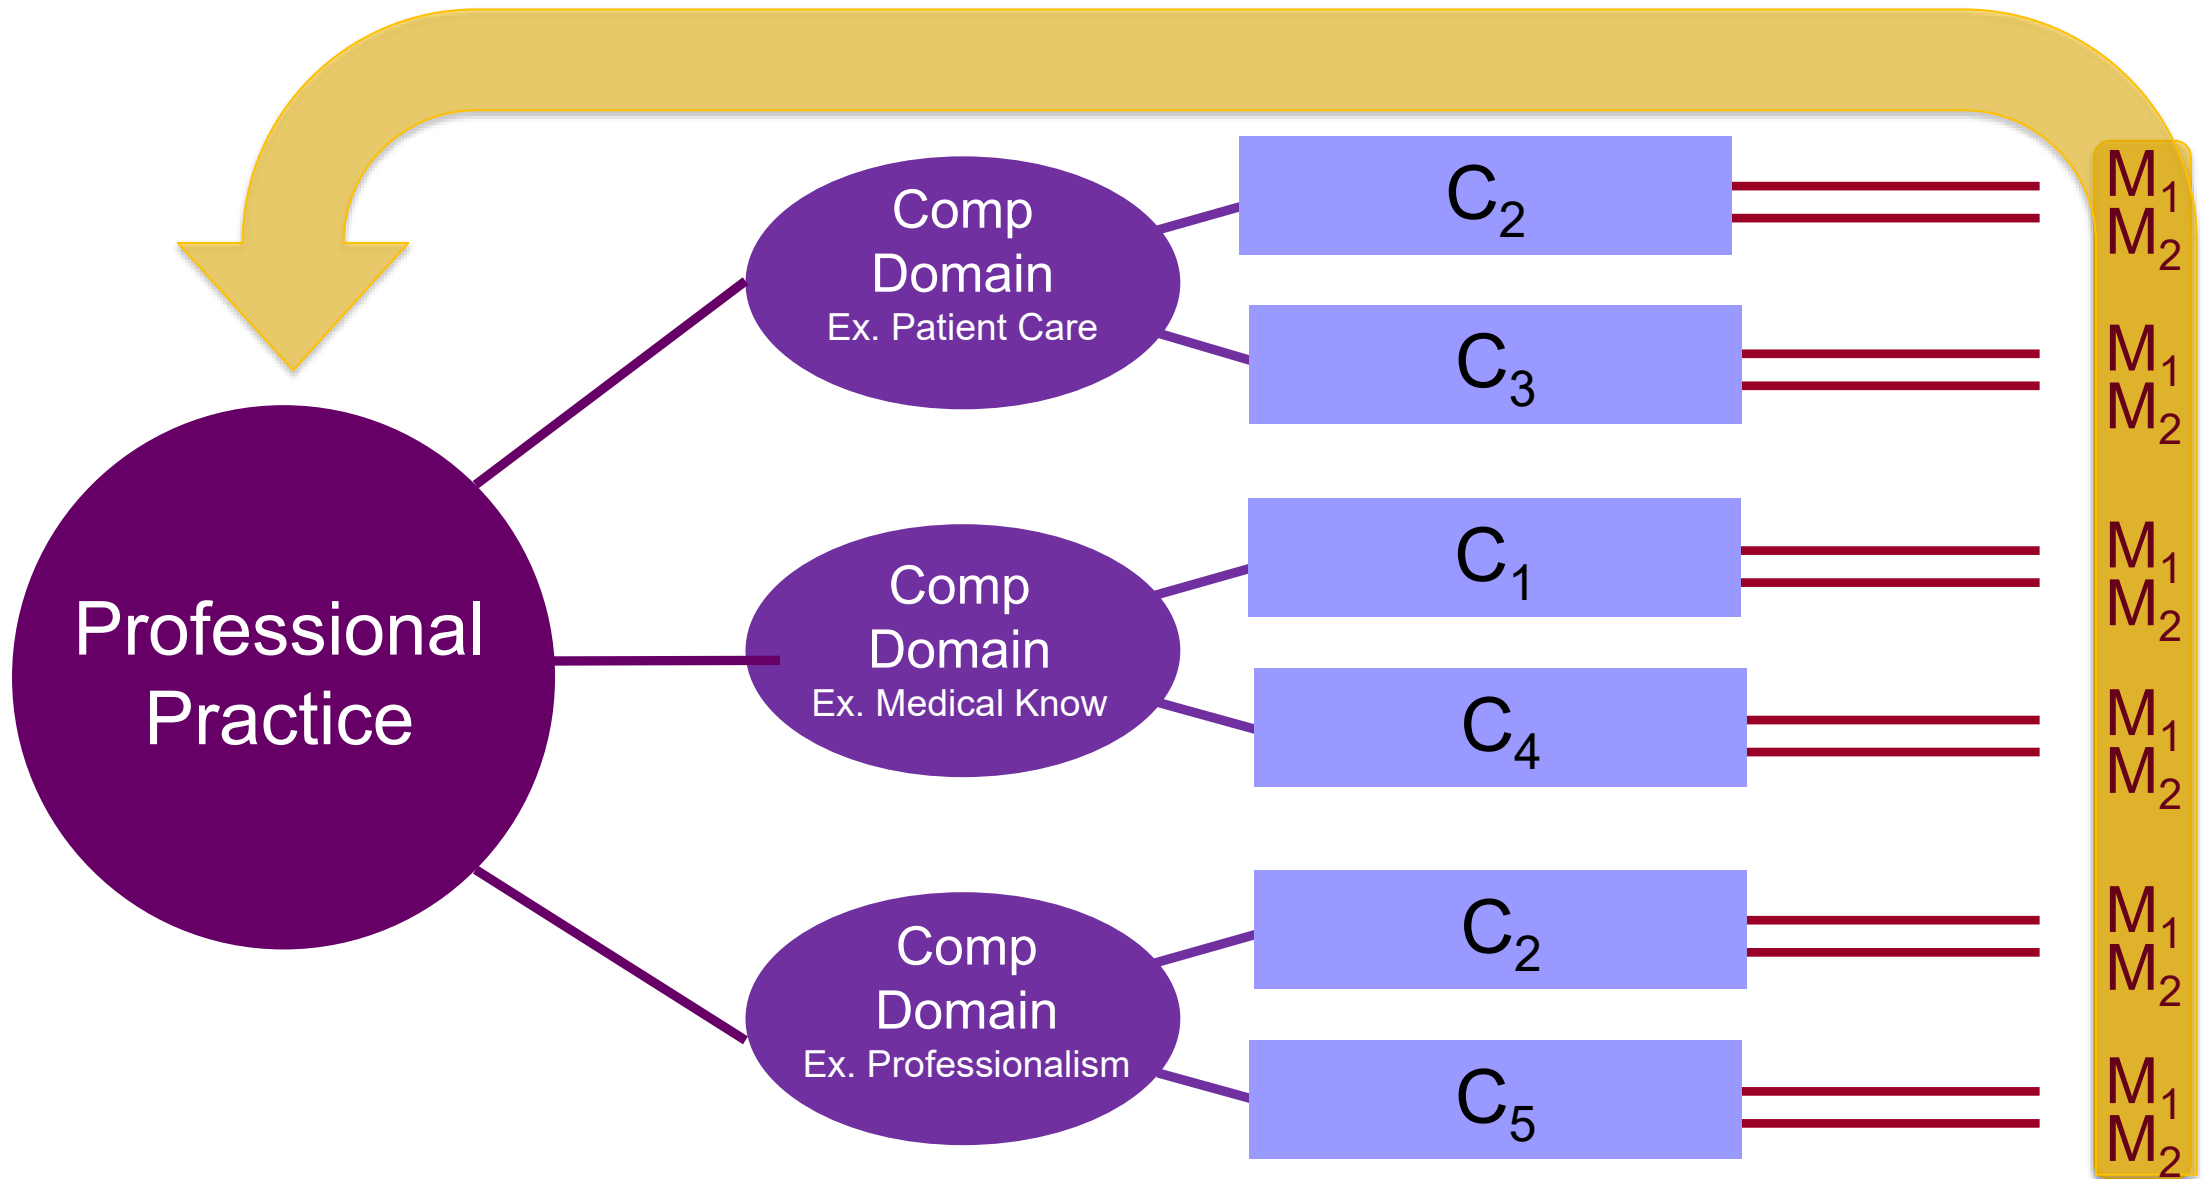 Professional
Practice
Comp
Domain
Ex. Patient Care
C₂
M₁
M₂
C₃
M₁
M₂
Comp
Domain
Ex. Medical Know
C₁
M₁
M₂
C₄
M₁
M₂
Comp
Domain
Ex. Professionalism
C₂
M₁
M₂
C₅
M₁
M₂